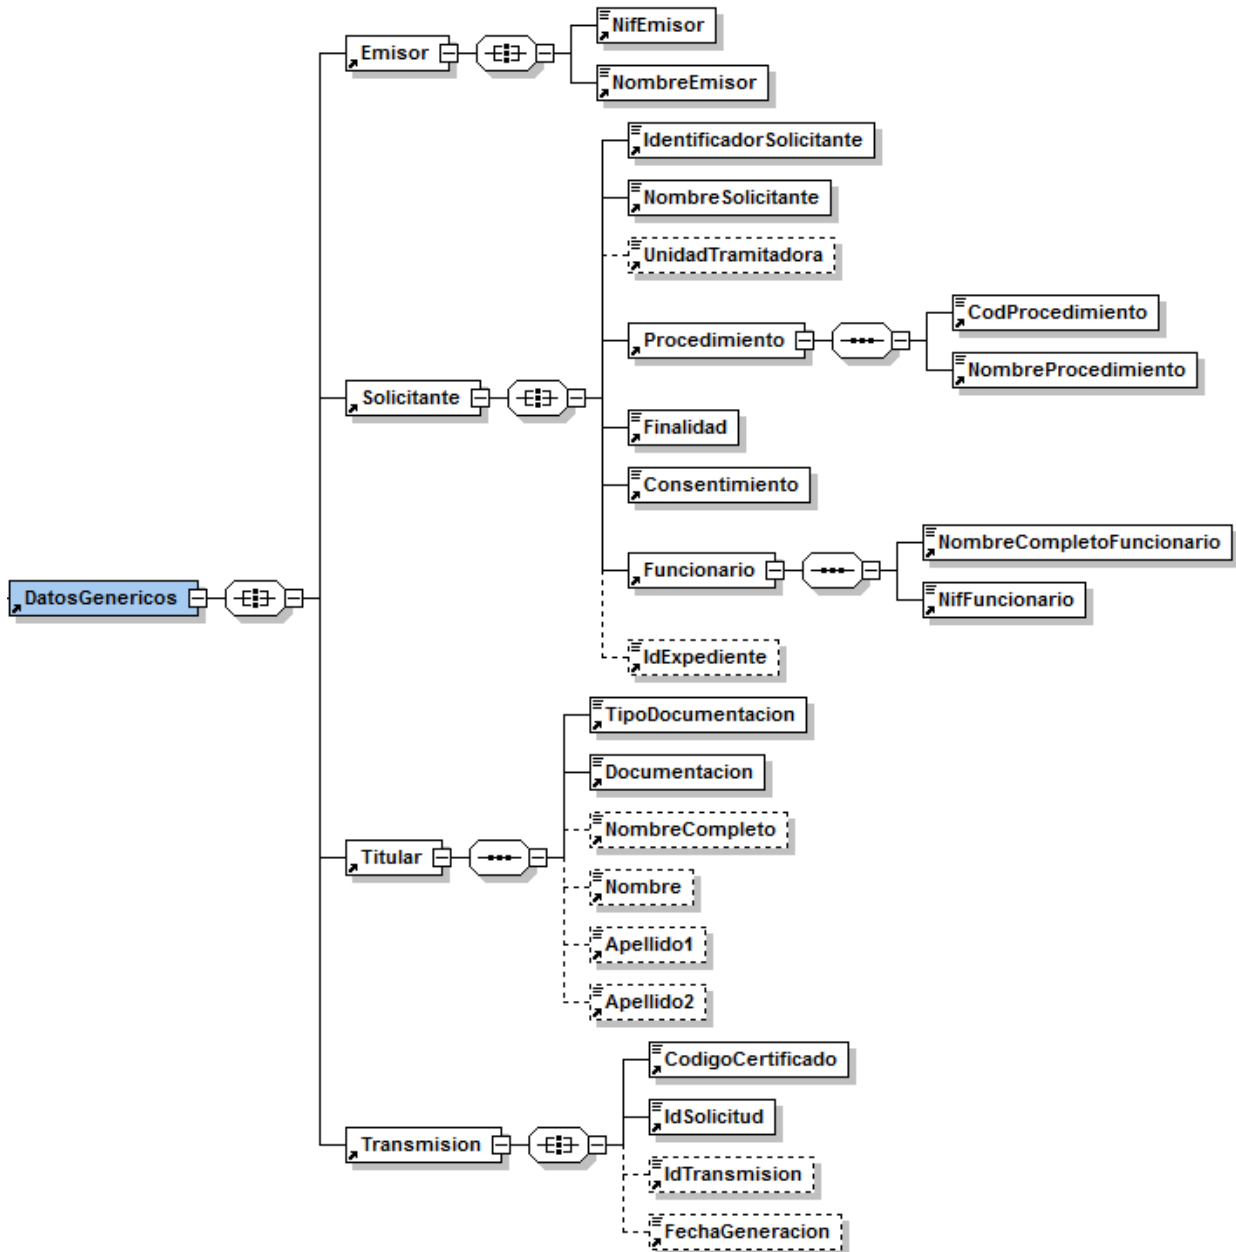 NifEmisor
Emisor
NombreEmisor
IdentificadorSolicitante
NombreSolicitante
UnidadTramitadora
CodProcedimiento
Procedimiento
NombreProcedimiento
Solicitante
Finalidad
Consentimiento
NombreCompletoFuncionario
Funcionario
DatosGenericos
NifFuncionario
IdExpediente
TipoDocumentacion
Documentacion
NombreCompleto
Titular
Nombre
Apellido1
Apellido2
CodigoCertificado
IdSolicitud
Transmision
IdTransmision
FechaGeneracion